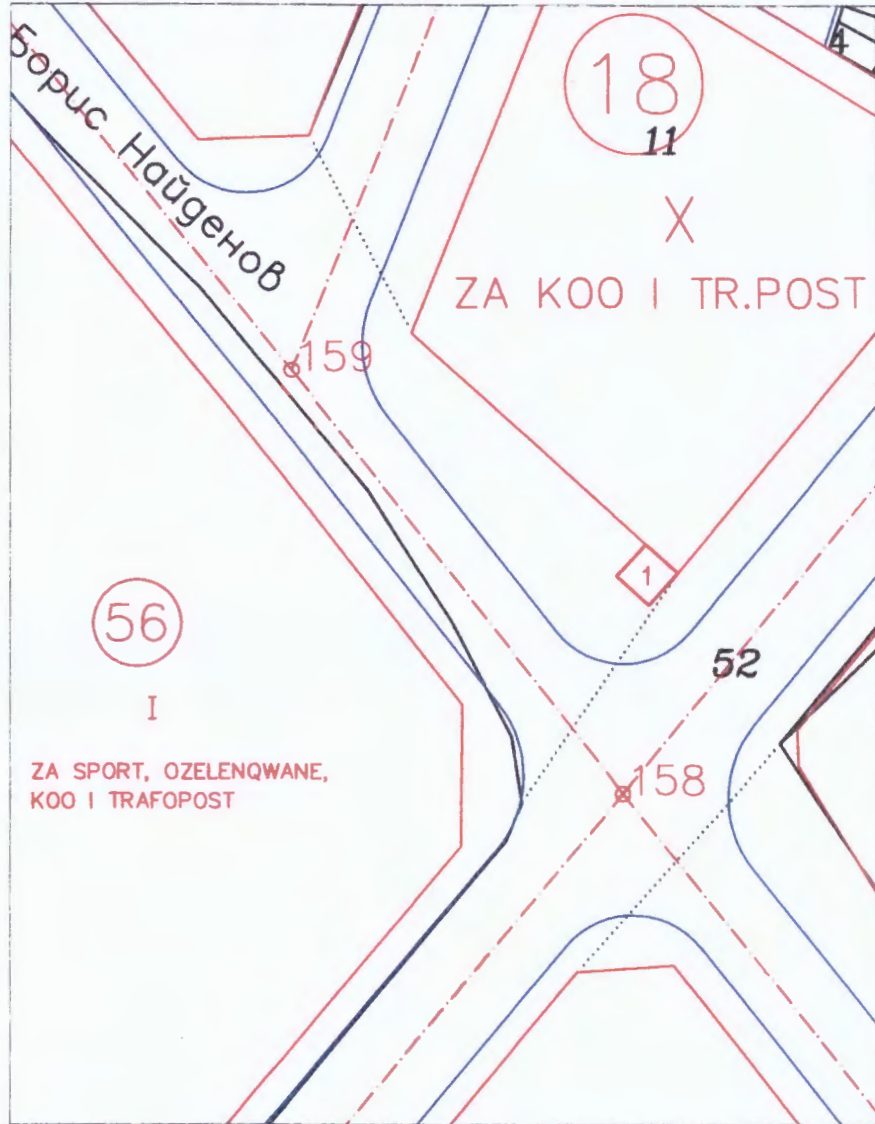 Борис Найденов
18
11
4
X
ZA KOO I TR.POST
159
1
56
I
ZA SPORT, OZELENQWANE,
KOO I TRAFOPOST
52
158